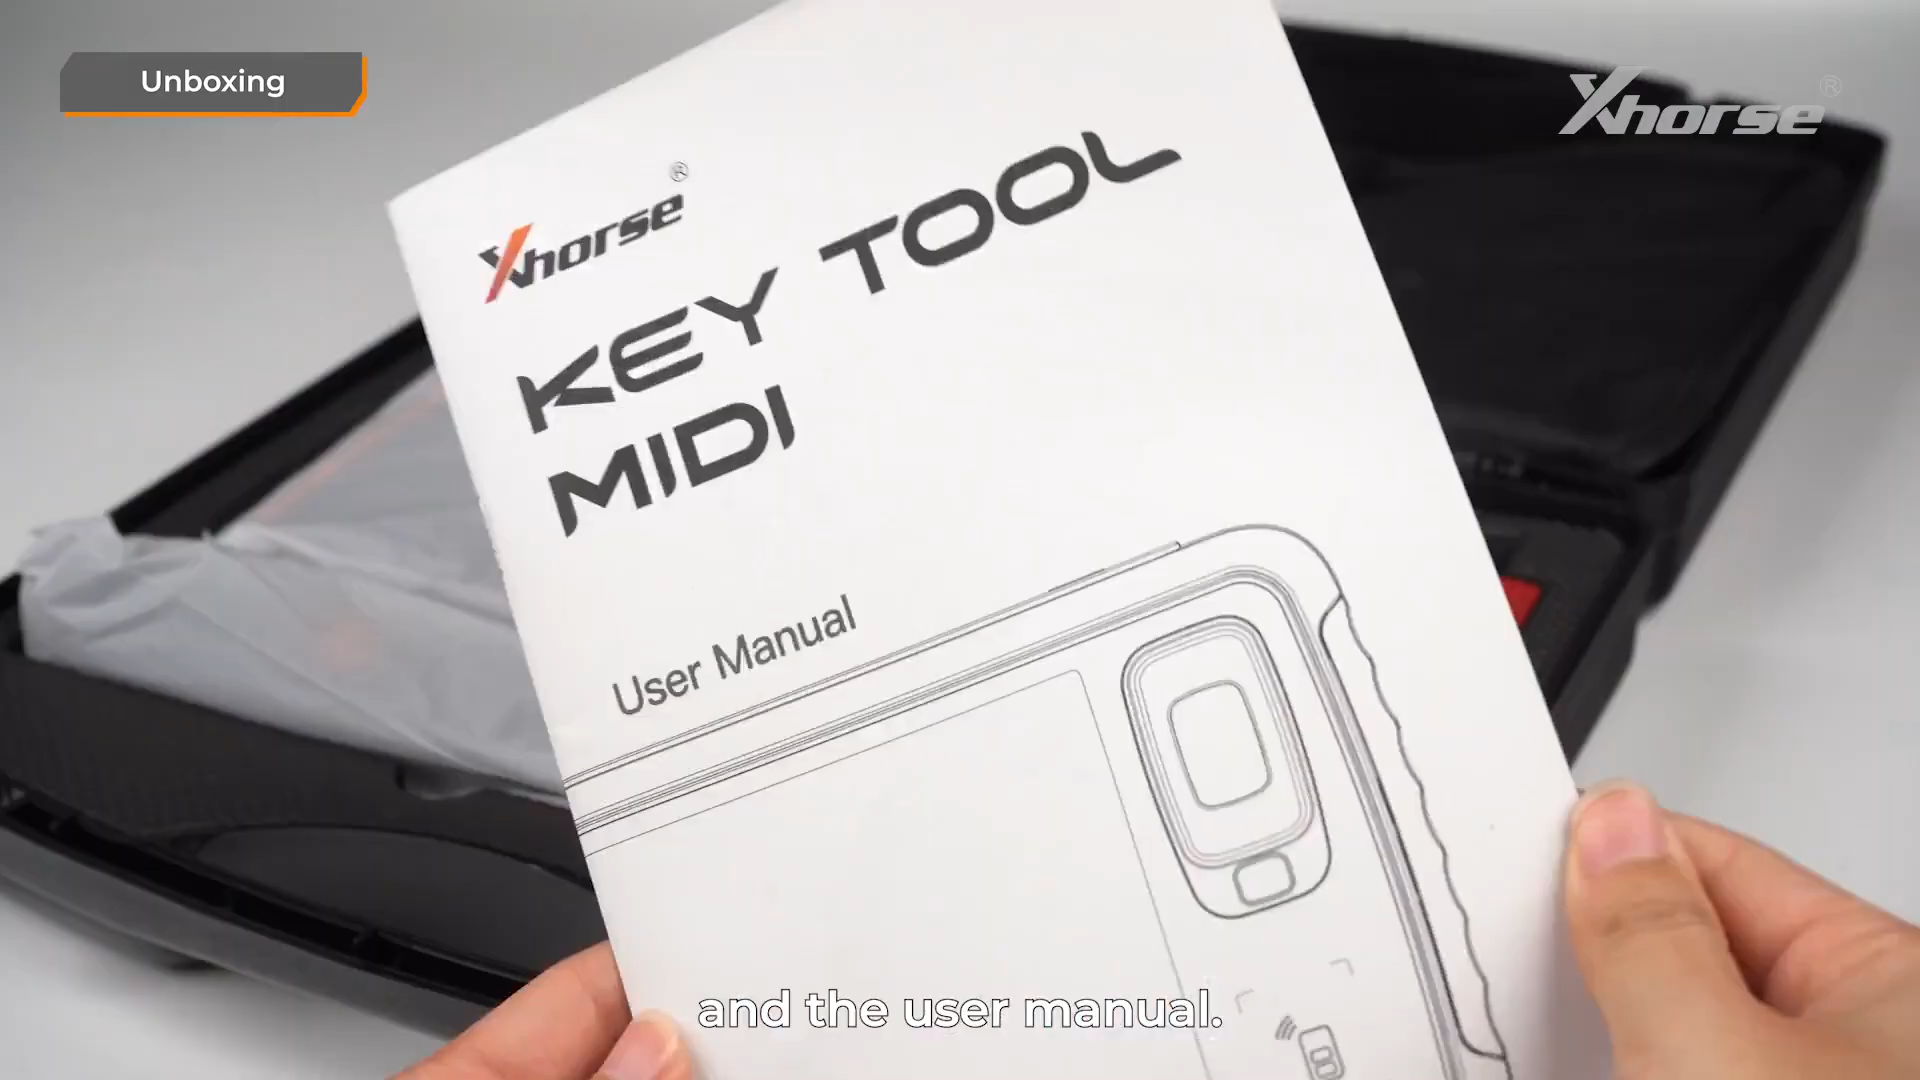 Unboxing
Xhorse®
Xhorse®
KEY TOOL
MIDI
User Manual
and the user manual.